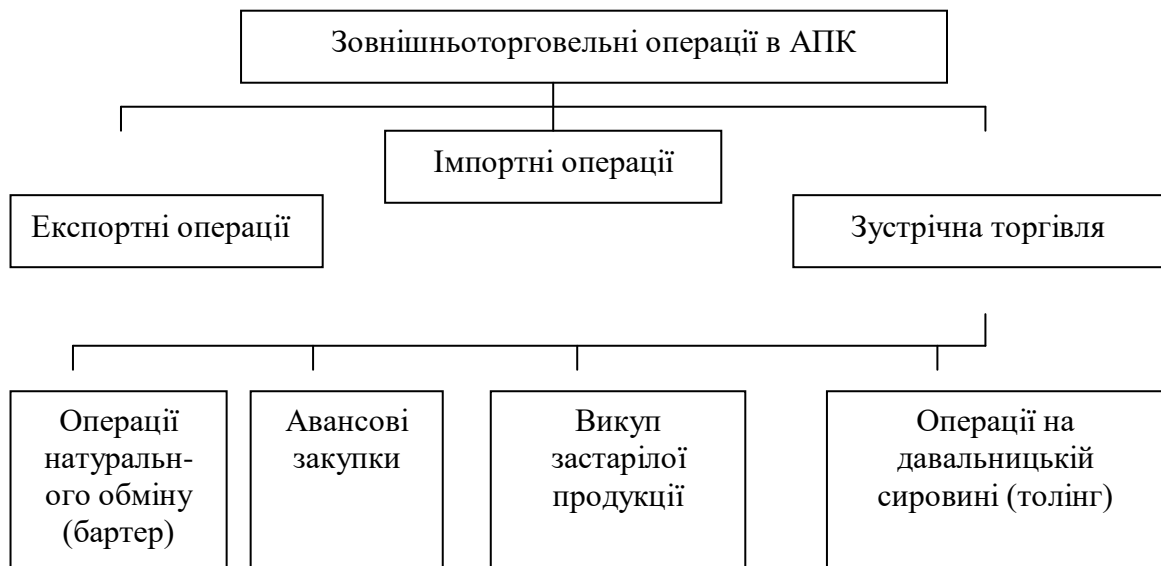 Зовнішньоторговельні операції в АПК
Імпортні операції
Експортні операції
Зустрічна торгівля
Операції
натуральн-
ого обміну
(бартер)
Авансові
закупки
Викуп
застарілої
продукції
Операції на
давальницькій
сировині (толінг)